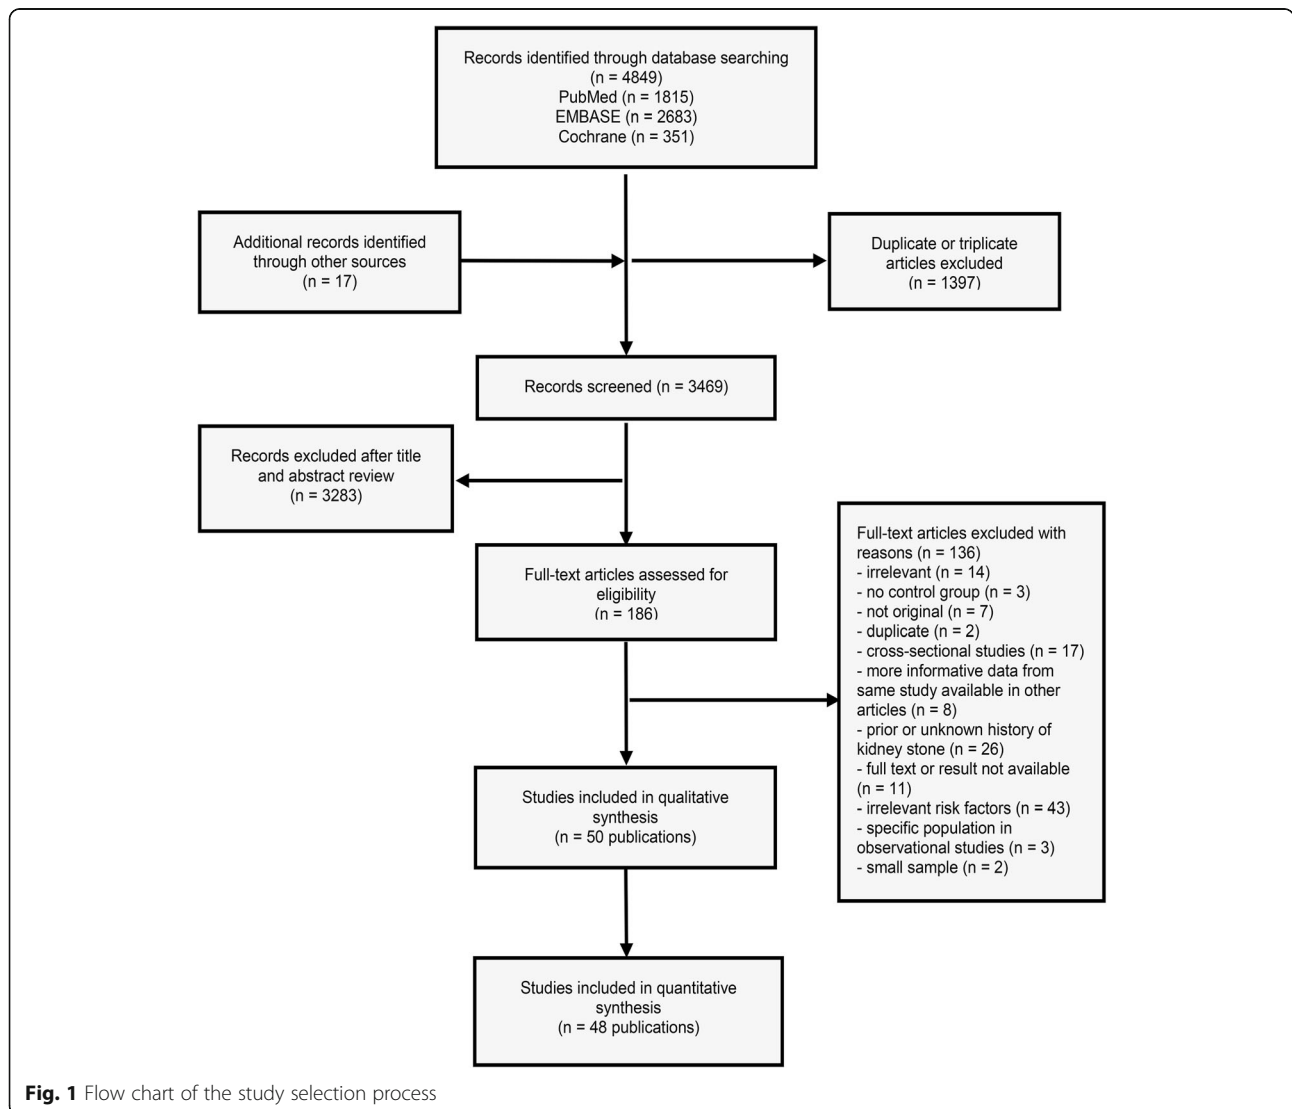 Records identified through database searching
(n = 4849)
PubMed (n = 1815)
EMBASE (n = 2683)
Cochrane (n = 351)
Additional records identified
through other sources
(n = 17)
Duplicate or triplicate
articles excluded
(n = 1397)
Records screened (n = 3469)
Records excluded after title
and abstract review
(n = 3283)
Full-text articles assessed for
eligibility
(n = 186)
Full-text articles excluded with
reasons (n = 136)
- irrelevant (n = 14)
- no control group (n = 3)
- not original (n = 7)
- duplicate (n = 2)
- cross-sectional studies (n = 17)
- more informative data from
same study available in other
articles (n = 8)
- prior or unknown history of
kidney stone (n = 26)
- full text or result not available
(n = 11)
- irrelevant risk factors (n = 43)
- specific population in
observational studies (n = 3)
- small sample (n = 2)
Studies included in qualitative
synthesis
(n = 50 publications)
Studies included in quantitative
synthesis
(n = 48 publications)
Fig. 1 Flow chart of the study selection process